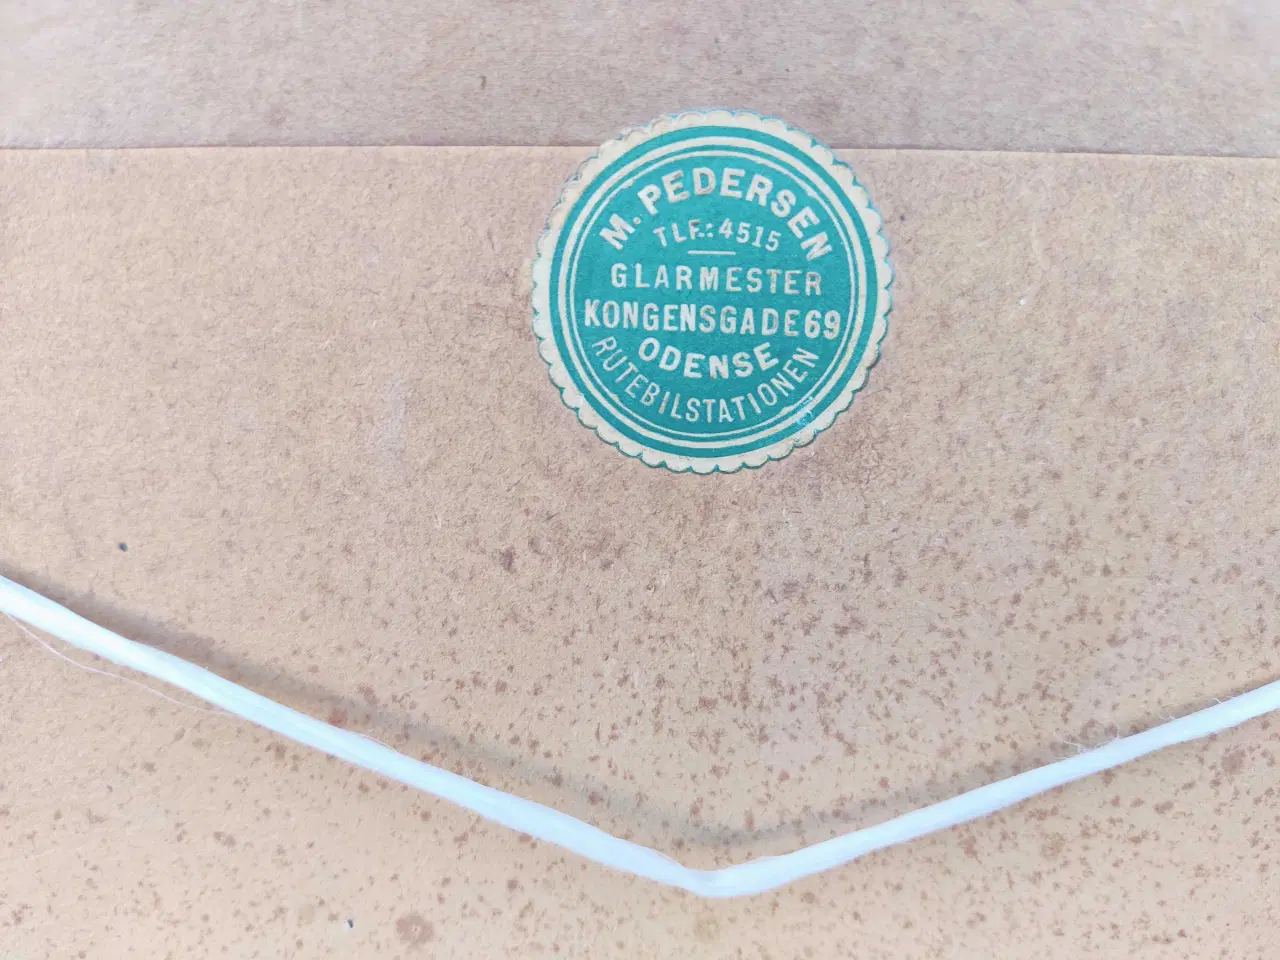 M. PEDERSEN
TLF.: 4515
GLARMESTER
KONGENSGADE 69
ODENSE
RUTEBILSTATIONEN